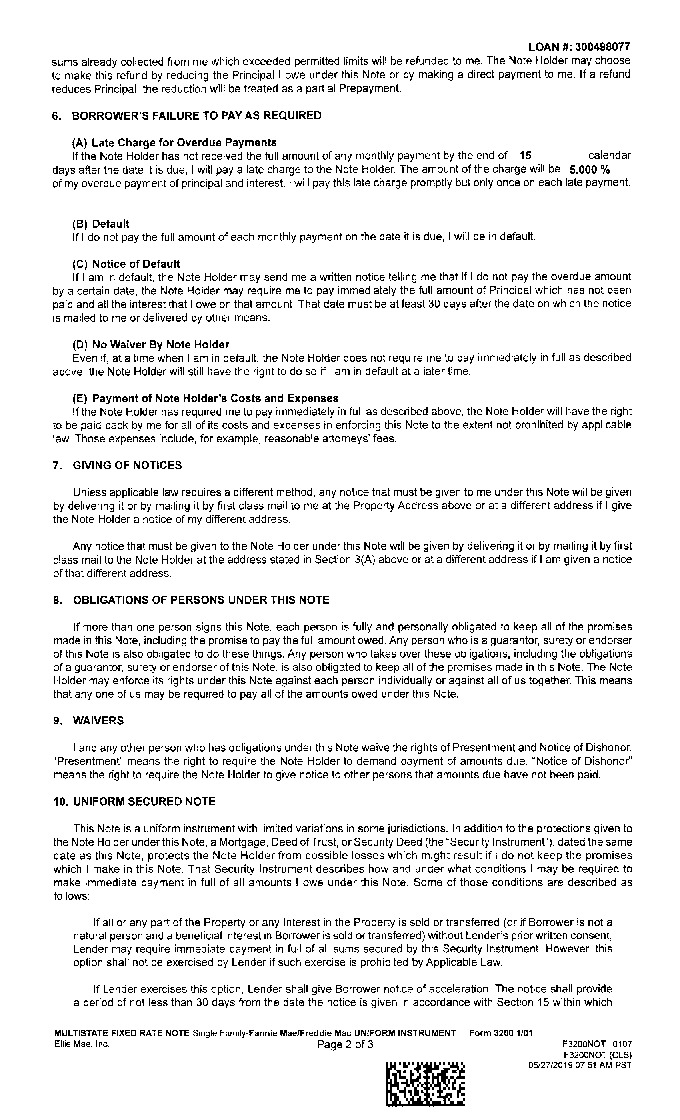 LOAN #: 300498077
sums already collected from me which exceeded permitted limits will be refunded to me. The Note Holder may choose
to make this refund by reducing the Principal I owe under this Note or by making a direct payment to me. If a refund
reduces Principal, the reduction will be treated as a partial Prepayment.
6. BORROWER'S FAILURE TO PAY AS REQUIRED
(A) Late Charge for Overdue Payments
If the Note Holder has not received the full amount of any monthly payment by the end of 15 calendar
days after the date it is due, I will pay a late charge to the Note Holder. The amount of the charge will be 5.000 %
of my overdue payment of principal and interest. I will pay this late charge promptly but only once on each late payment.
(B) Default
If I do not pay the full amount of each monthly payment on the date it is due, I will be in default.
(C) Notice of Default
If I am in default, the Note Holder may send me a written notice telling me that if I do not pay the overdue amount
by a certain date, the Note Holder may require me to pay immediately the full amount of Principal which has not been
paid and all the interest that I owe on that amount. That date must be at least 30 days after the date on which the notice
is mailed to me or delivered by other means.
(D) No Waiver By Note Holder
Even if, at a time when I am in default, the Note Holder does not require me to pay immediately in full as described
above, the Note Holder will still have the right to do so if I am in default at a later time.
(E) Payment of Note Holder's Costs and Expenses
If the Note Holder has required me to pay immediately in full as described above, the Note Holder will have the right
to be paid back by me for all of its costs and expenses in enforcing this Note to the extent not prohibited by applicable
law. Those expenses include, for example, reasonable attorneys' fees.
7. GIVING OF NOTICES
Unless applicable law requires a different method, any notice that must be given to me under this Note will be given
by delivering it or by mailing it by first class mail to me at the Property Address above or at a different address if I give
the Note Holder a notice of my different address.
Any notice that must be given to the Note Holder under this Note will be given by delivering it or by mailing it by first
class mail to the Note Holder at the address stated in Section 3(A) above or at a different address if I am given a notice
of that different address.
8. OBLIGATIONS OF PERSONS UNDER THIS NOTE
If more than one person signs this Note, each person is fully and personally obligated to keep all of the promises
made in this Note, including the promise to pay the full amount owed. Any person who is a guarantor, surety or endorser
of this Note is also obligated to do these things. Any person who takes over these obligations, including the obligations
of a guarantor, surety or endorser of this Note, is also obligated to keep all of the promises made in this Note. The Note
Holder may enforce its rights under this Note against each person individually or against all of us together. This means
that any one of us may be required to pay all of the amounts owed under this Note.
9. WAIVERS
I and any other person who has obligations under this Note waive the rights of Presentment and Notice of Dishonor.
"Presentment" means the right to require the Note Holder to demand payment of amounts due. "Notice of Dishonor"
means the right to require the Note Holder to give notice to other persons that amounts due have not been paid.
10. UNIFORM SECURED NOTE
This Note is a uniform instrument with limited variations in some jurisdictions. In addition to the protections given to
the Note Holder under this Note, a Mortgage, Deed of Trust, or Security Deed (the "Security Instrument"), dated the same
date as this Note, protects the Note Holder from possible losses which might result if I do not keep the promises
which I make in this Note. That Security Instrument describes how and under what conditions I may be required to
make immediate payment in full of all amounts I owe under this Note. Some of those conditions are described as
follows:
If all or any part of the Property or any Interest in the Property is sold or transferred (or if Borrower is not a
natural person and a beneficial interest in Borrower is sold or transferred) without Lender's prior written consent,
Lender may require immediate payment in full of all sums secured by this Security Instrument. However, this
option shall not be exercised by Lender if such exercise is prohibited by Applicable Law.
If Lender exercises this option, Lender shall give Borrower notice of acceleration. The notice shall provide
a period of not less than 30 days from the date the notice is given in accordance with Section 15 within which
MULTISTATE FIXED RATE NOTE Single Family-Fannie Mae/Freddie Mac UNIFORM INSTRUMENT Form 3200 1/01
Ellie Mae, Inc. Page 2 of 3 F3200NOT 0107
F3200NOT (CLS)
05/27/2019 07:51 AM PST